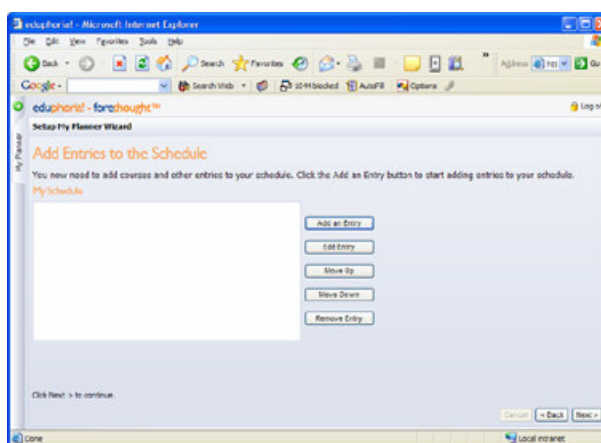 eduphoria! - Microsoft Internet Explorer
File Edit View Favorites Tools Help
Back Search Favorites Address Go
Google - Search Web blocked AutoFill Options
eduphoria! - forethought™ Log
Setup My Planner Wizard
My Planner
Add Entries to the Schedule
You now need to add courses and other entries to your schedule. Click the Add an Entry button to start adding entries to your schedule.
My Schedule
Add an Entry
Edit Entry
Move Up
Move Down
Remove Entry
Click Next > to continue.
Cancel < Back Next >
Done Local intranet